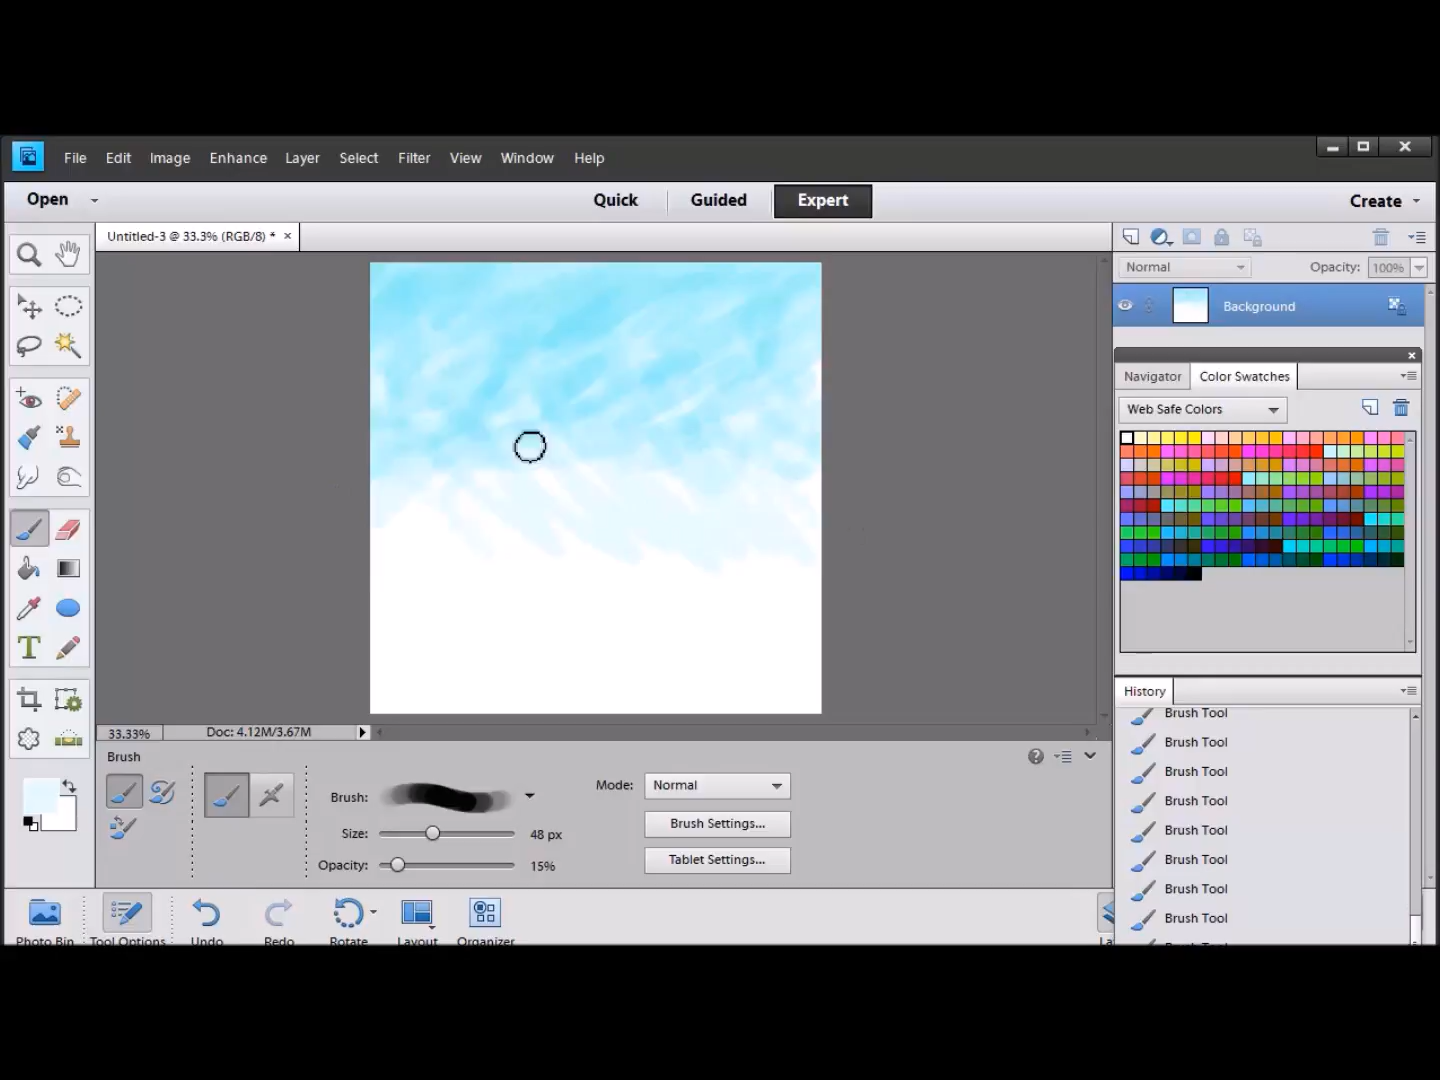 File Edit Image Enhance Layer Select Filter View Window Help
Open Quick Guided Expert Create
Untitled-3 @ 33.3% (RGB/8) * ×
Normal Opacity: 100%
Background
Navigator Color Swatches
Web Safe Colors
History
Brush Tool
Brush Tool
Brush Tool
Brush Tool
Brush Tool
Brush Tool
Brush Tool
Brush Tool
33.33% Doc: 4.12M/3.67M
Brush
Brush: Mode: Normal
Size: 48 px Brush Settings...
Opacity: 15% Tablet Settings...
Photo Bin Tool Options Undo Redo Rotate Layout Organizer